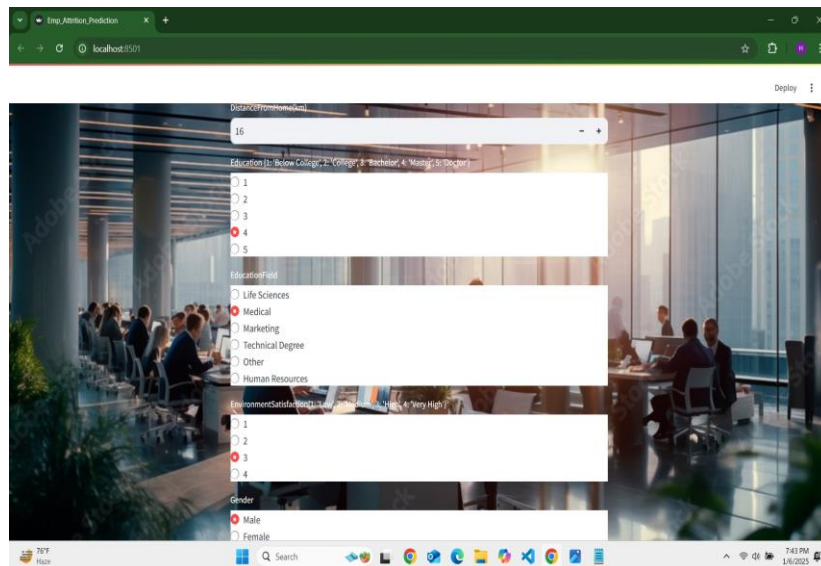 Emp_Attrition_Prediction
localhost:8501
H
Deploy
DistanceFromHome(km)
16
Education (1: 'Below College', 2: 'College', 3: 'Bachelor', 4: 'Master', 5: 'Doctor')
1
2
3
4
5
EducationField
Life Sciences
Medical
Marketing
Technical Degree
Other
Human Resources
EnvironmentSatisfaction(1: 'Low', 2: 'Medium', 3: 'High', 4: 'Very High')
1
2
3
4
Gender
Male
Female
Adobe Stock
76°F
Haze
Search
7:43 PM
1/6/2025